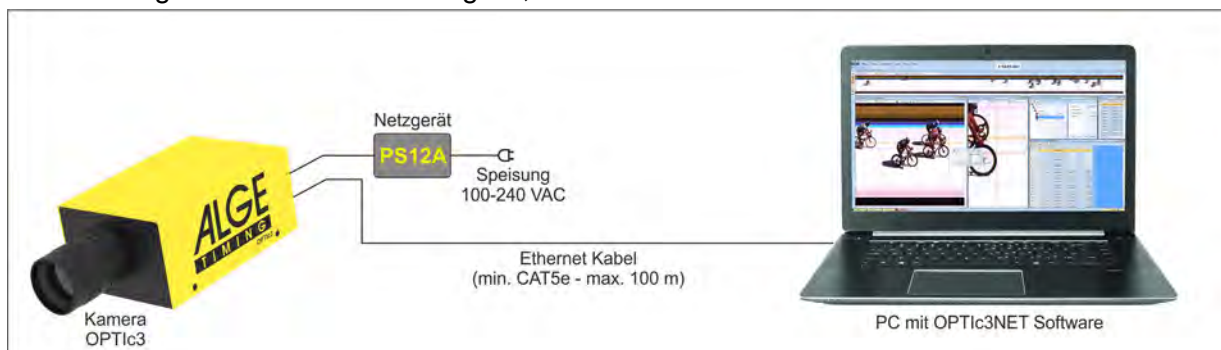 Netzgerät
PS12A
Speisung
100-240 VAC
ALGE
TIMING
OPTIc3
Ethernet Kabel
(min. CAT5e - max. 100 m)
Kamera
OPTIc3
PC mit OPTIc3NET Software